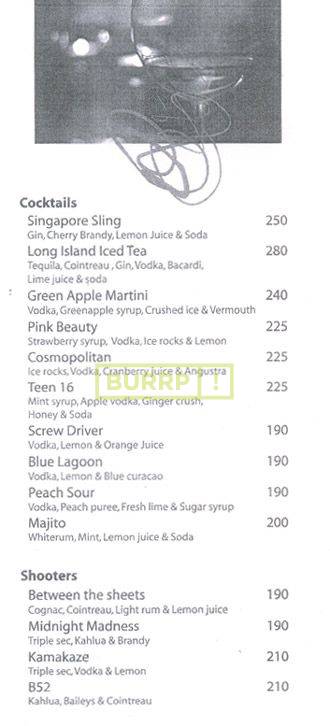 Cocktails
Singapore Sling 250
Gin, Cherry Brandy, Lemon Juice & Soda
Long Island Iced Tea 280
Tequila, Cointreau , Gin, Vodka, Bacardi,
Lime juice & soda
Green Apple Martini 240
Vodka, Greenapple syrup, Crushed ice & Vermouth
Pink Beauty 225
Strawberry syrup, Vodka, Ice rocks & Lemon
Cosmopolitan 225
Ice rocks, Vodka, Cranberry juice & Angustra
BURRP!
Teen 16 225
Mint syrup, Apple vodka, Ginger crush,
Honey & Soda
Screw Driver 190
Vodka, Lemon & Orange Juice
Blue Lagoon 190
Vodka, Lemon & Blue curacao
Peach Sour 190
Vodka, Peach puree, Fresh lime & Sugar syrup
Majito 200
Whiterum, Mint, Lemon juice & Soda
Shooters
Between the sheets 190
Cognac, Cointreau, Light rum & Lemon juice
Midnight Madness 190
Triple sec, Kahlua & Brandy
Kamakaze 210
Triple sec, Vodka & Lemon
B52 210
Kahlua, Baileys & Cointreau